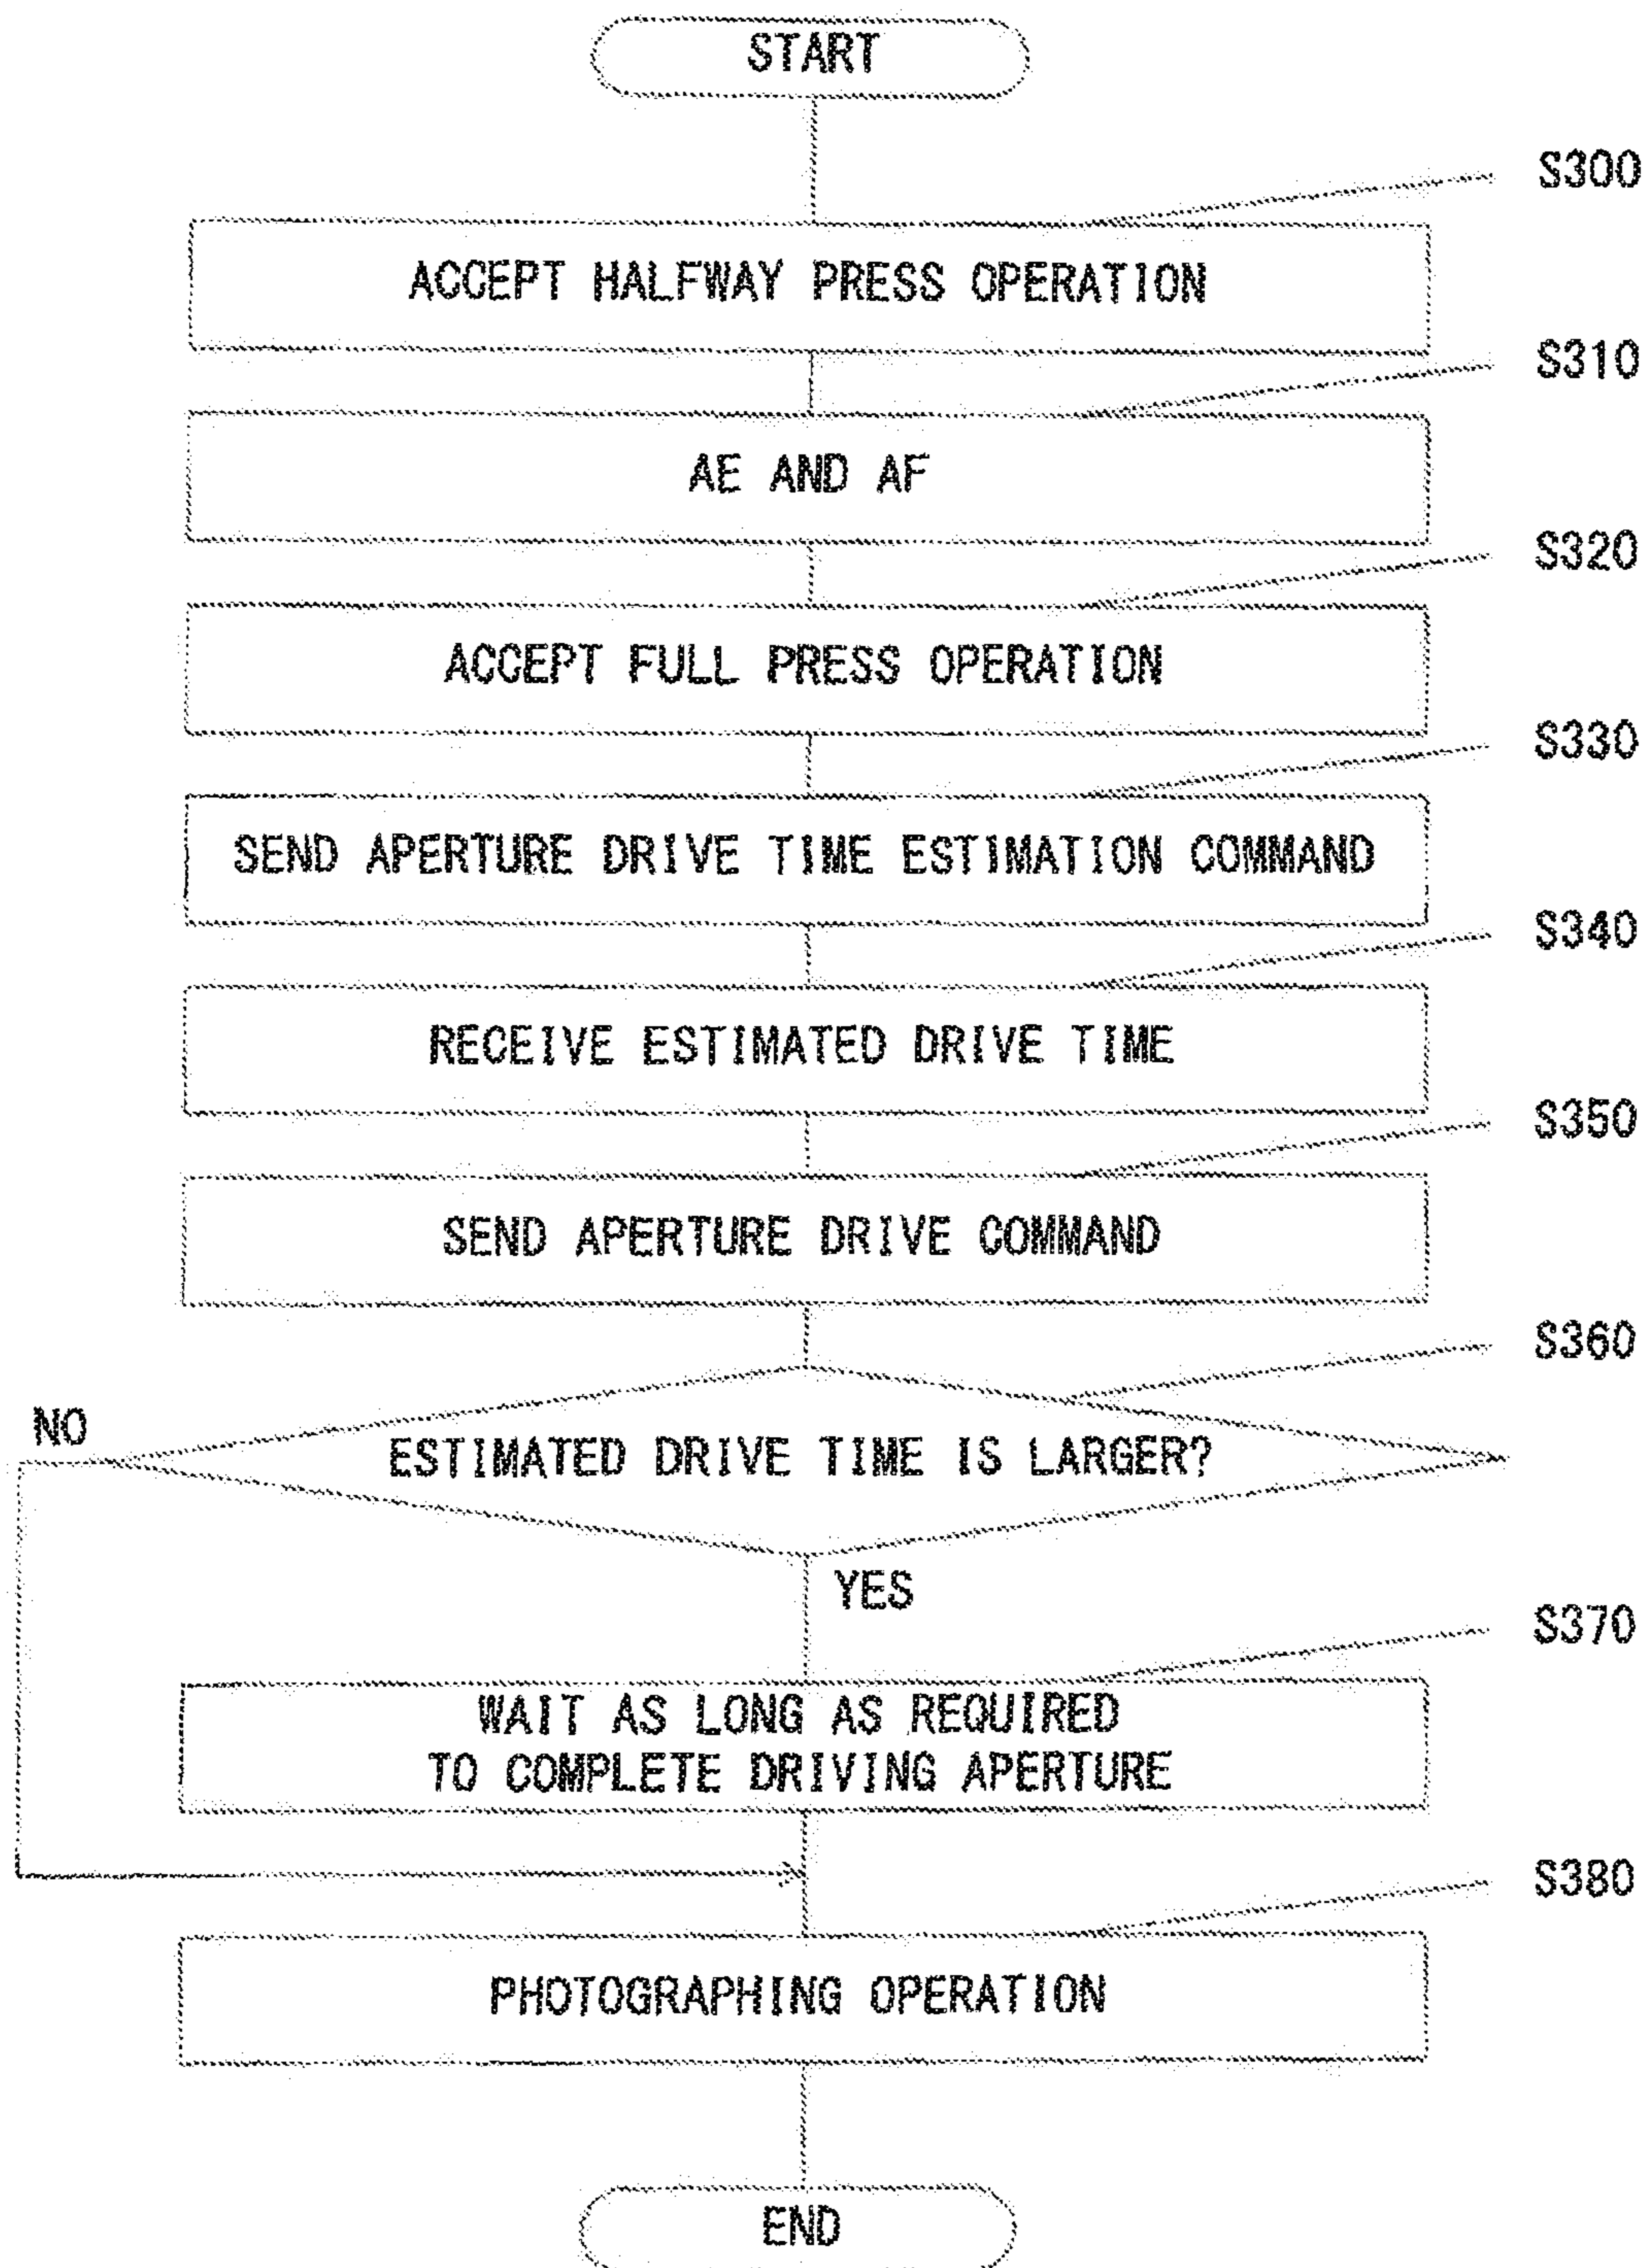 START
S300
ACCEPT HALFWAY PRESS OPERATION
S310
AE AND AF
S320
ACCEPT FULL PRESS OPERATION
S330
SEND APERTURE DRIVE TIME ESTIMATION COMMAND
S340
RECEIVE ESTIMATED DRIVE TIME
S350
SEND APERTURE DRIVE COMMAND
S360
NO
ESTIMATED DRIVE TIME IS LARGER?
YES
S370
WAIT AS LONG AS REQUIRED
TO COMPLETE DRIVING APERTURE
S380
PHOTOGRAPHING OPERATION
END